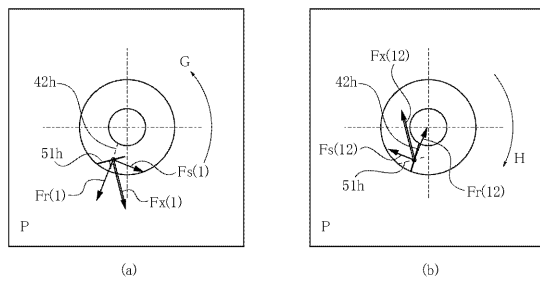 G
42h
51h
Fs(1)
Fr(1)
Fx(1)
P
(a)
Fx(12)
42h
Fs(12)
H
51h
Fr(12)
P
(b)